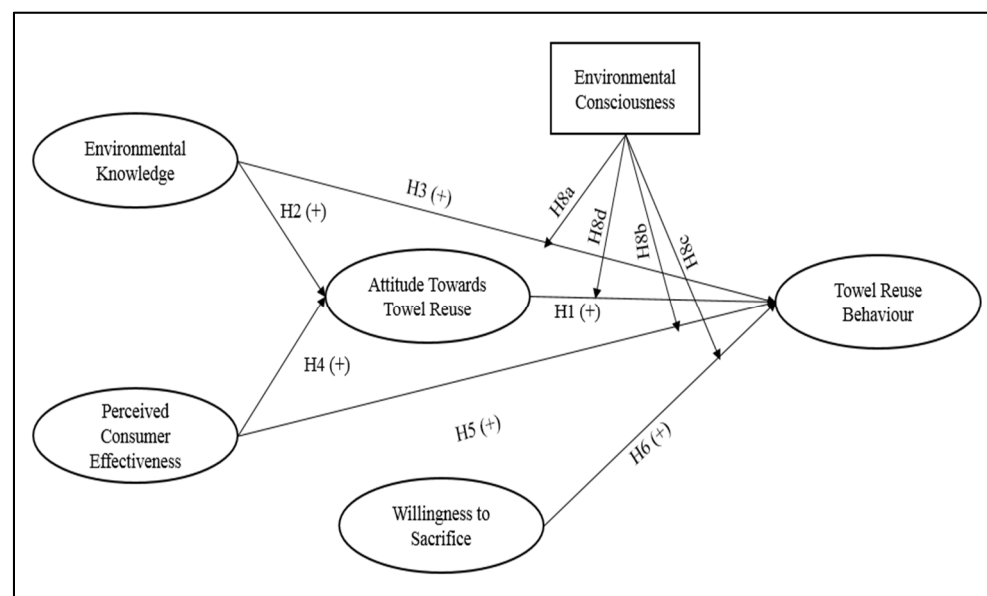 Environmental
Consciousness
Environmental
Knowledge
H3 (+)
H8a
H2 (+)
H8d
H8b
H8c
Attitude Towards
Towel Reuse
Towel Reuse
Behaviour
H1 (+)
H4 (+)
Perceived
Consumer
Effectiveness
H5 (+)
H6 (+)
Willingness to
Sacrifice